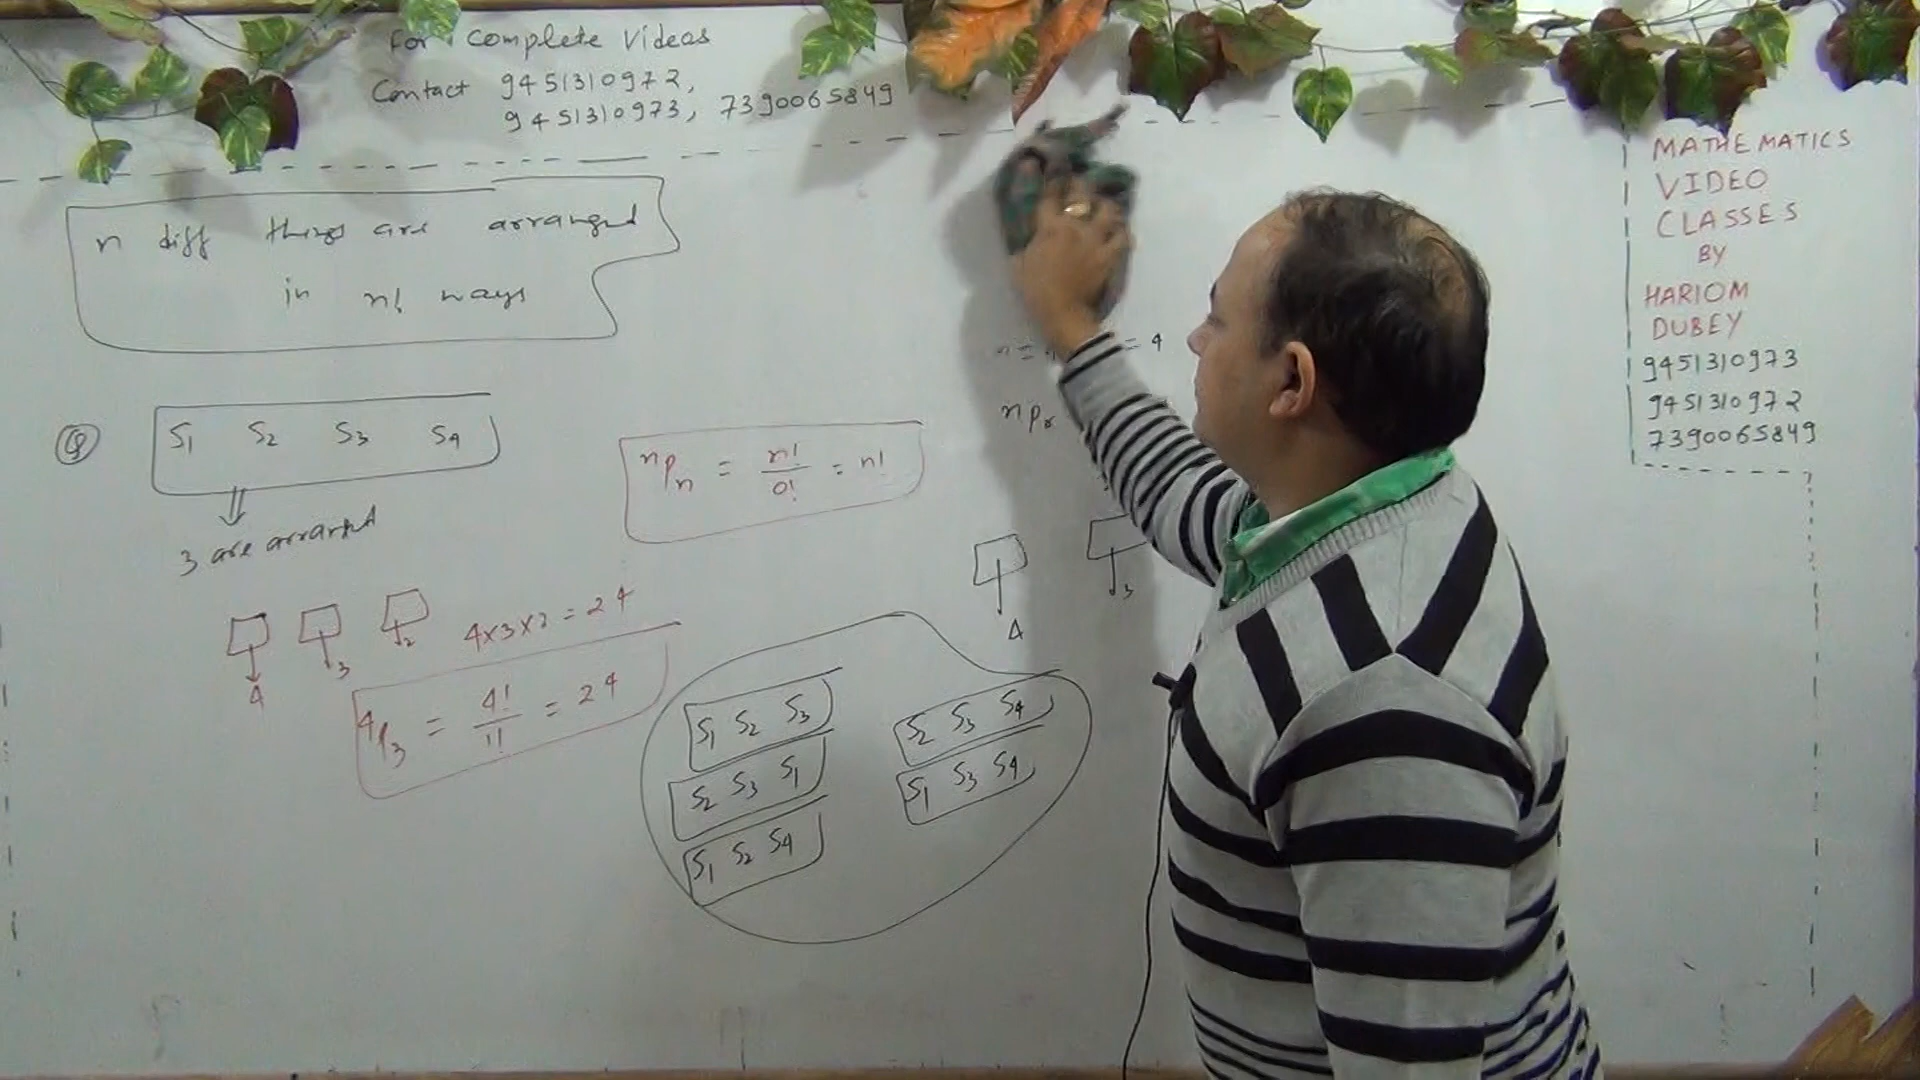 For Complete Videos
Contact 9451310972,
9451310973, 7390065849
MATHEMATICS
VIDEO
CLASSES
BY
HARIOM
DUBEY
9451310973
9451310972
7390065849
n diff things are arranged
in n! ways
Q S1 S2 S3 S4
3 are arranged
4 3 2 4x3x2 = 24
4P3 = 4!/1! = 24
nPn = n!/0! = n!
= 4
nPr
4 3
S1 S2 S3
S2 S3 S1
S1 S2 S4
S2 S3 S4
S1 S3 S4